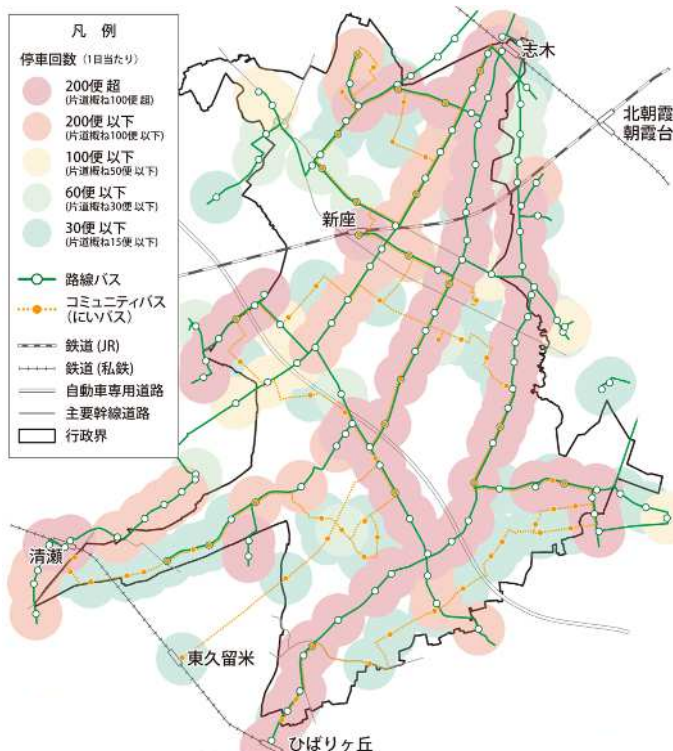 凡 例
停車回数 (1日当たり)
200便 超
(片道概ね100便 超)
200便 以下
(片道概ね100便 以下)
100便 以下
(片道概ね50便 以下)
60便 以下
(片道概ね30便 以下)
30便 以下
(片道概ね15便 以下)
路線バス
コミュニティバス
(にいバス)
鉄道 (JR)
鉄道 (私鉄)
自動車専用道路
主要幹線道路
行政界
志木
北朝霞
朝霞台
新座
清瀬
東久留米
ひばりヶ丘